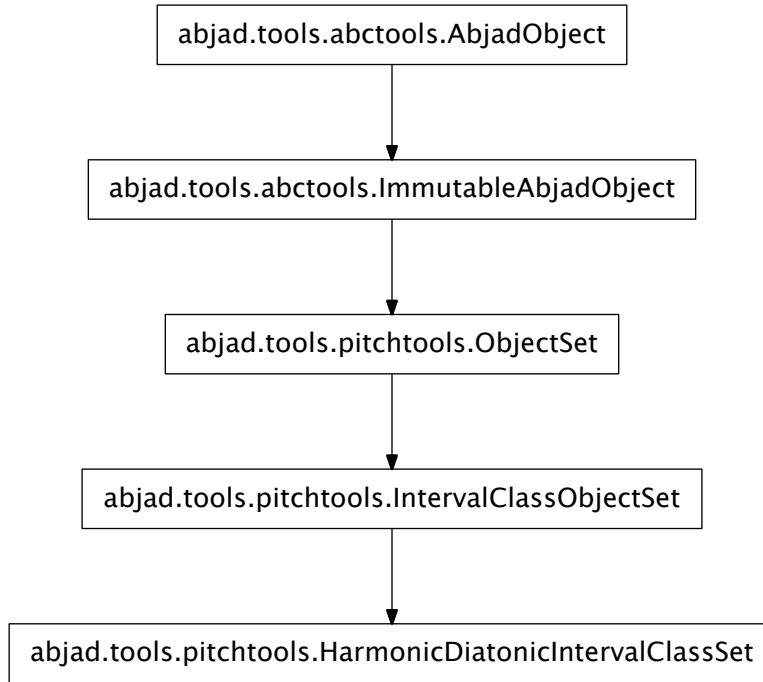 abjad.tools.abctools.AbjadObject
abjad.tools.abctools.ImmutableAbjadObject
abjad.tools.pitchtools.ObjectSet
abjad.tools.pitchtools.IntervalClassObjectSet
abjad.tools.pitchtools.HarmonicDiatonicIntervalClassSet